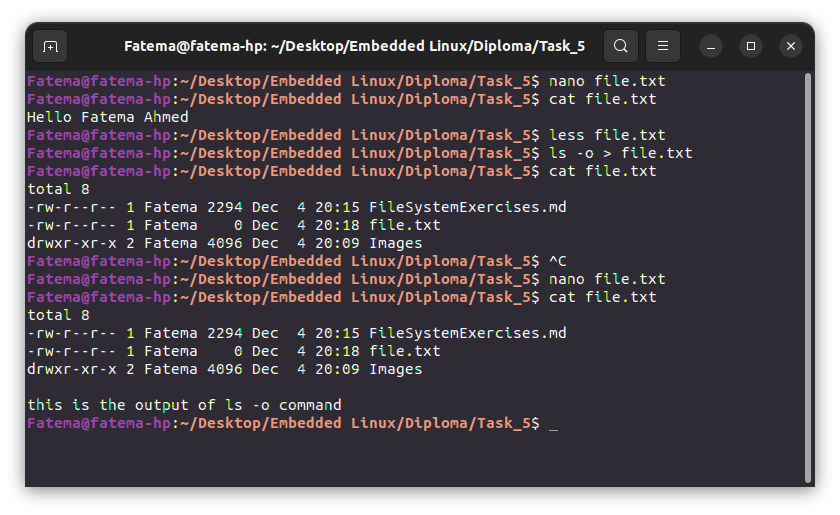 Fatema@fatema-hp: ~/Desktop/Embedded Linux/Diploma/Task_5
Fatema@fatema-hp:~/Desktop/Embedded Linux/Diploma/Task_5$ nano file.txt
Fatema@fatema-hp:~/Desktop/Embedded Linux/Diploma/Task_5$ cat file.txt
Hello Fatema Ahmed
Fatema@fatema-hp:~/Desktop/Embedded Linux/Diploma/Task_5$ less file.txt
Fatema@fatema-hp:~/Desktop/Embedded Linux/Diploma/Task_5$ ls -o > file.txt
Fatema@fatema-hp:~/Desktop/Embedded Linux/Diploma/Task_5$ cat file.txt
total 8
-rw-r--r-- 1 Fatema 2294 Dec  4 20:15 FileSystemExercises.md
-rw-r--r-- 1 Fatema    0 Dec  4 20:18 file.txt
drwxr-xr-x 2 Fatema 4096 Dec  4 20:09 Images
Fatema@fatema-hp:~/Desktop/Embedded Linux/Diploma/Task_5$ ^C
Fatema@fatema-hp:~/Desktop/Embedded Linux/Diploma/Task_5$ nano file.txt
Fatema@fatema-hp:~/Desktop/Embedded Linux/Diploma/Task_5$ cat file.txt
total 8
-rw-r--r-- 1 Fatema 2294 Dec  4 20:15 FileSystemExercises.md
-rw-r--r-- 1 Fatema    0 Dec  4 20:18 file.txt
drwxr-xr-x 2 Fatema 4096 Dec  4 20:09 Images

this is the output of ls -o command
Fatema@fatema-hp:~/Desktop/Embedded Linux/Diploma/Task_5$ _